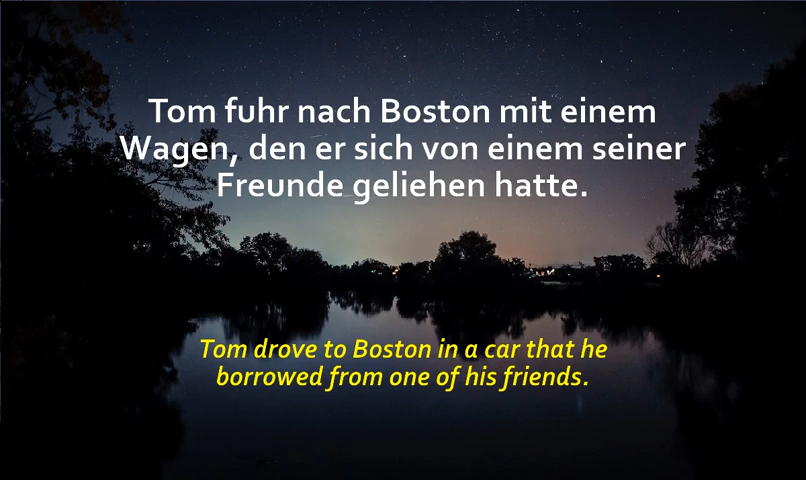 Tom fuhr nach Boston mit einem
Wagen, den er sich von einem seiner
Freunde geliehen hatte.
Tom drove to Boston in a car that he
borrowed from one of his friends.